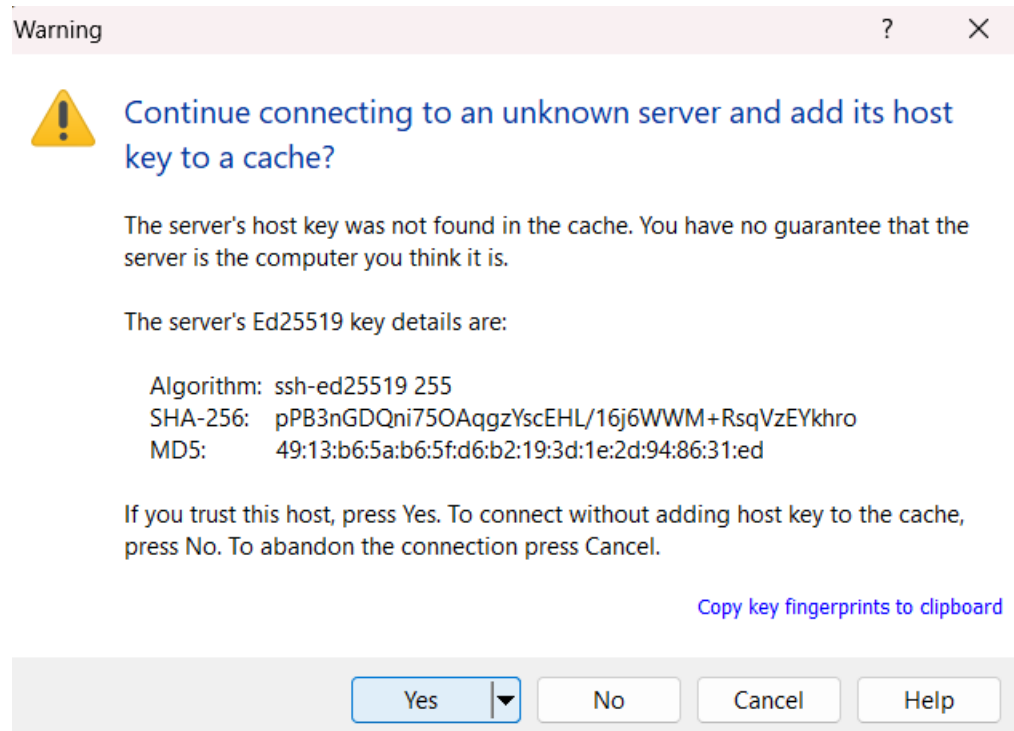 Warning
Continue connecting to an unknown server and add its host
key to a cache?
The server's host key was not found in the cache. You have no guarantee that the
server is the computer you think it is.
The server's Ed25519 key details are:
Algorithm: ssh-ed25519 255
SHA-256: pPB3nGDQni75OAqgzYscEHL/16j6WWM+RsqVzEYkhro
MD5: 49:13:b6:5a:b6:5f:d6:b2:19:3d:1e:2d:94:86:31:ed
If you trust this host, press Yes. To connect without adding host key to the cache,
press No. To abandon the connection press Cancel.
Copy key fingerprints to clipboard
Yes No Cancel Help